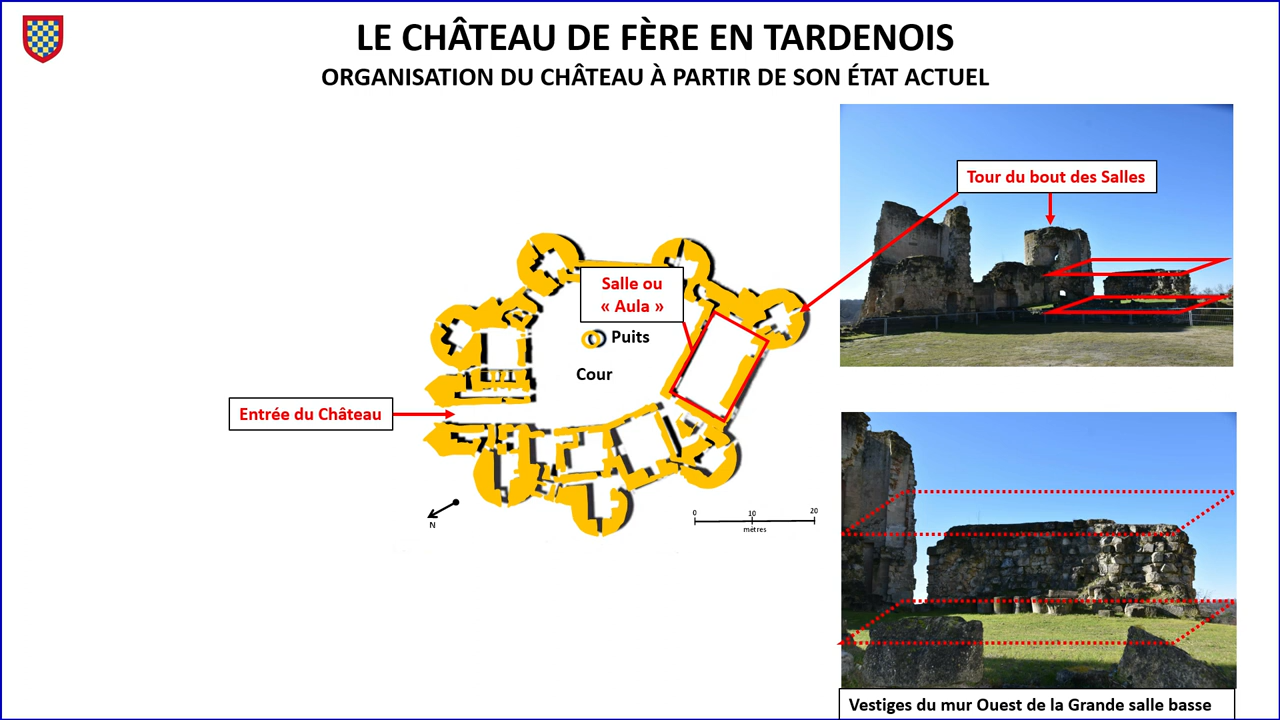 LE CHÂTEAU DE FÈRE EN TARDENOIS
ORGANISATION DU CHÂTEAU À PARTIR DE SON ÉTAT ACTUEL
Tour du bout des Salles
Salle ou
« Aula »
Puits
Cour
Entrée du Château
N
0 10 20
mètres
Vestiges du mur Ouest de la Grande salle basse